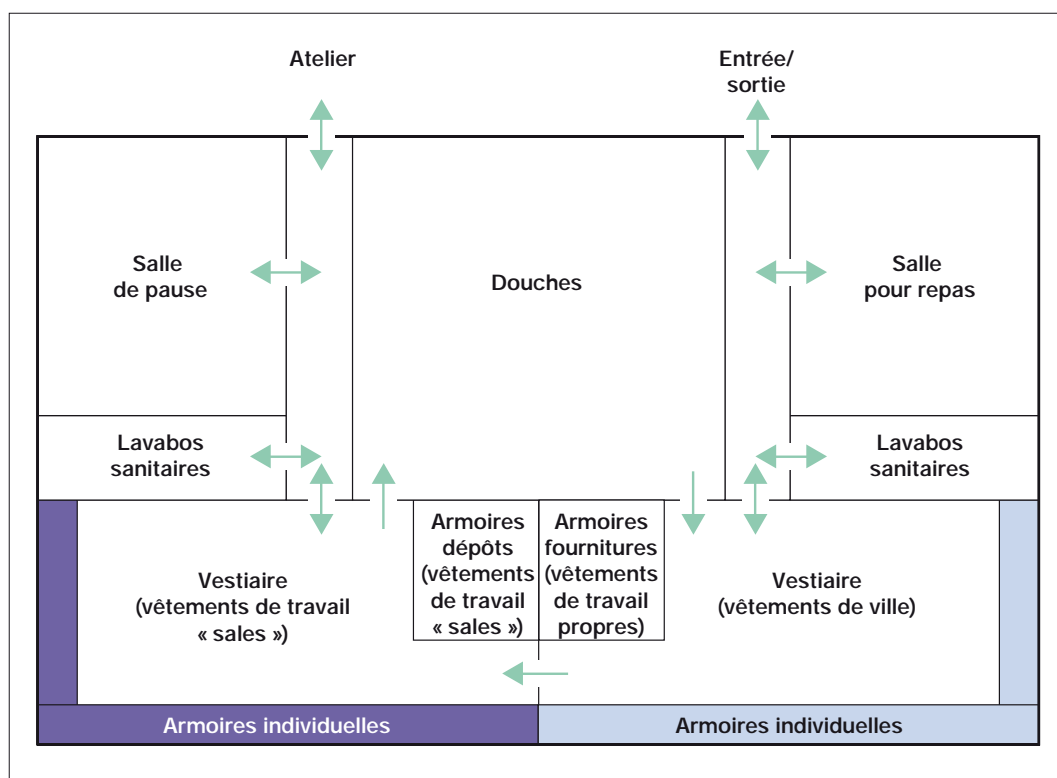 Atelier
Entrée/
sortie
Salle
de pause
Douches
Salle
pour repas
Lavabos
sanitaires
Lavabos
sanitaires
Vestiaire
(vêtements de travail
« sales »)
Armoires
dépôts
(vêtements
de travail
« sales »)
Armoires
fournitures
(vêtements
de travail
propres)
Vestiaire
(vêtements de ville)
Armoires individuelles
Armoires individuelles